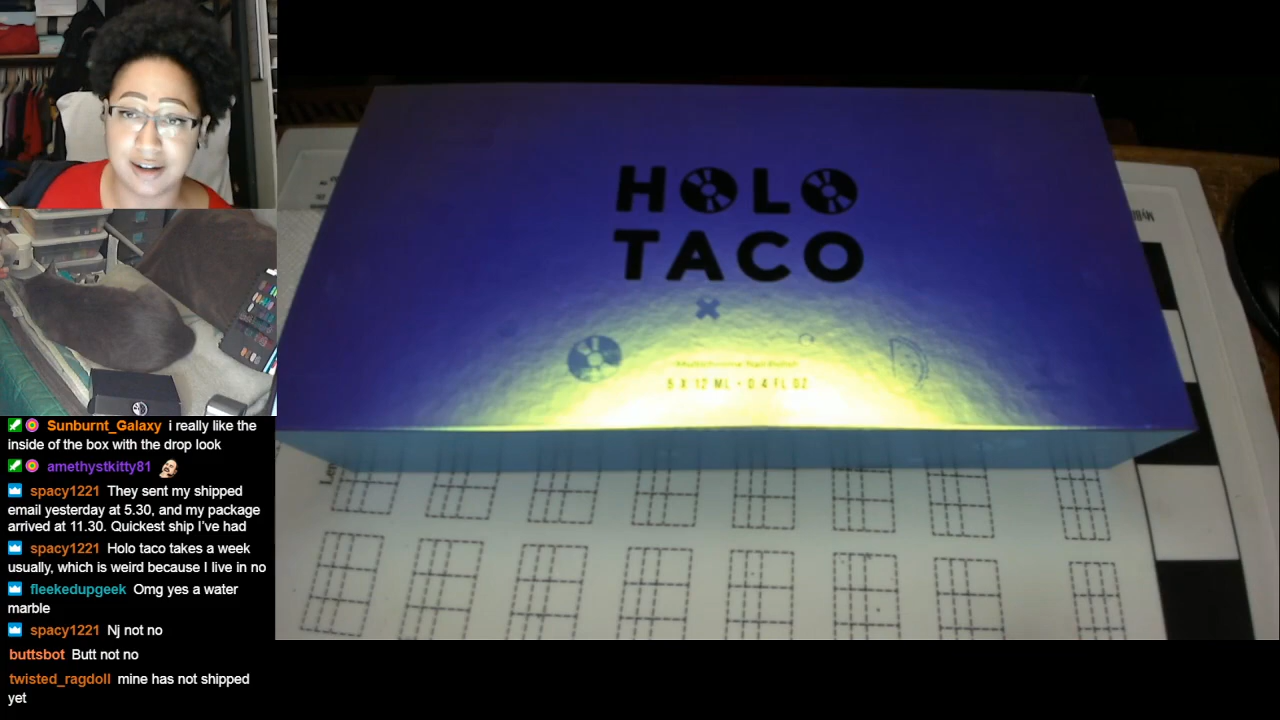 HOLO
TACO
Multichrome Nail Polish
5 X 12 ML • 0.4 FL OZ
Sunburnt_Galaxy i really like the
inside of the box with the drop look
amethystkitty81
spacy1221 They sent my shipped
email yesterday at 5.30, and my package
arrived at 11.30. Quickest ship I've had
spacy1221 Holo taco takes a week
usually, which is weird because I live in no
fleekedupgeek Omg yes a water
marble
spacy1221 Nj not no
buttsbot Butt not no
twisted_ragdoll mine has not shipped
yet